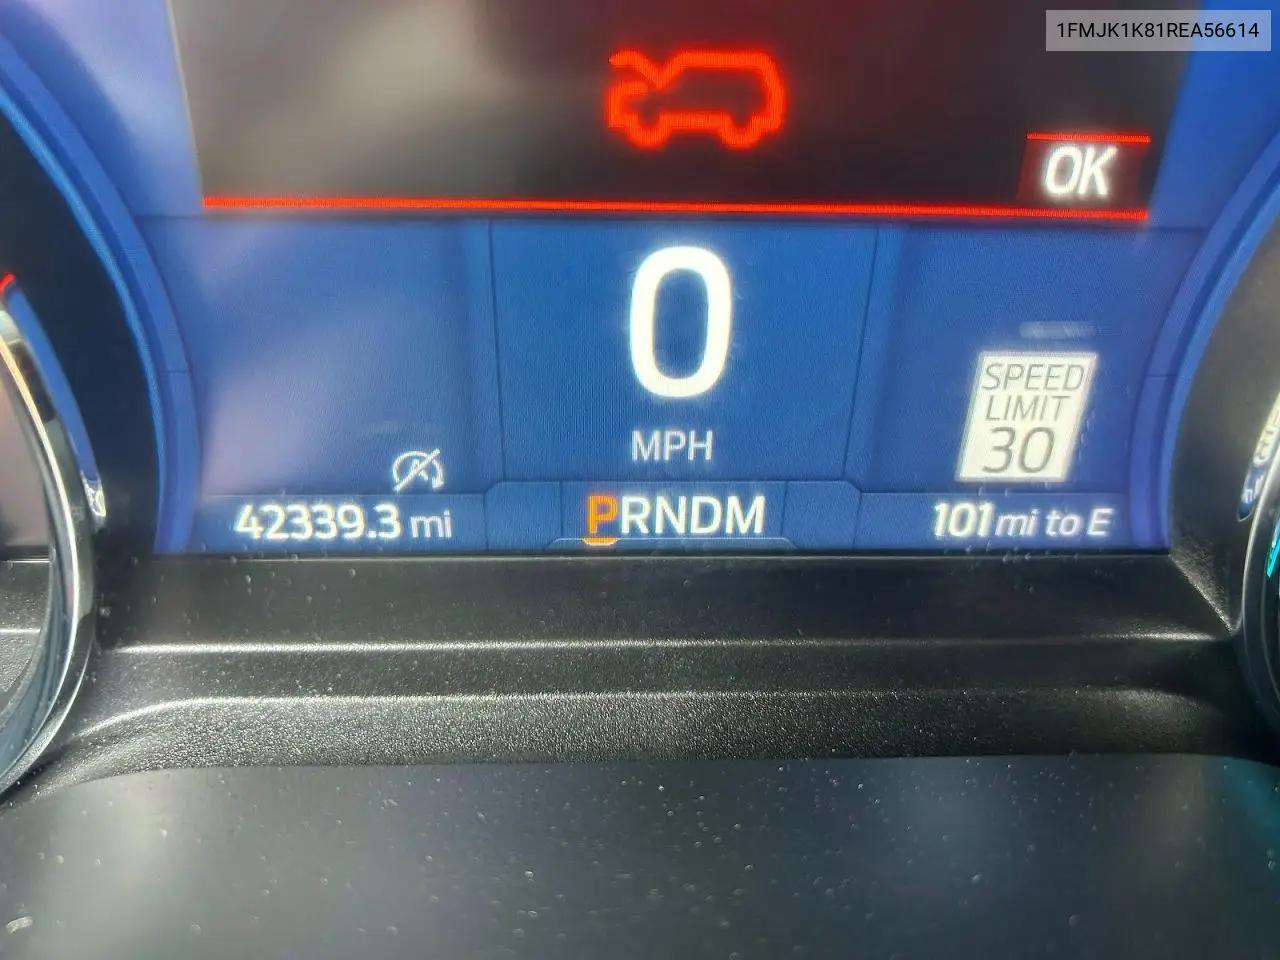 1FMJK1K81REA56614
OK
0
MPH
SPEED
LIMIT
30
42339.3 mi
PRNDM
101 mi to E